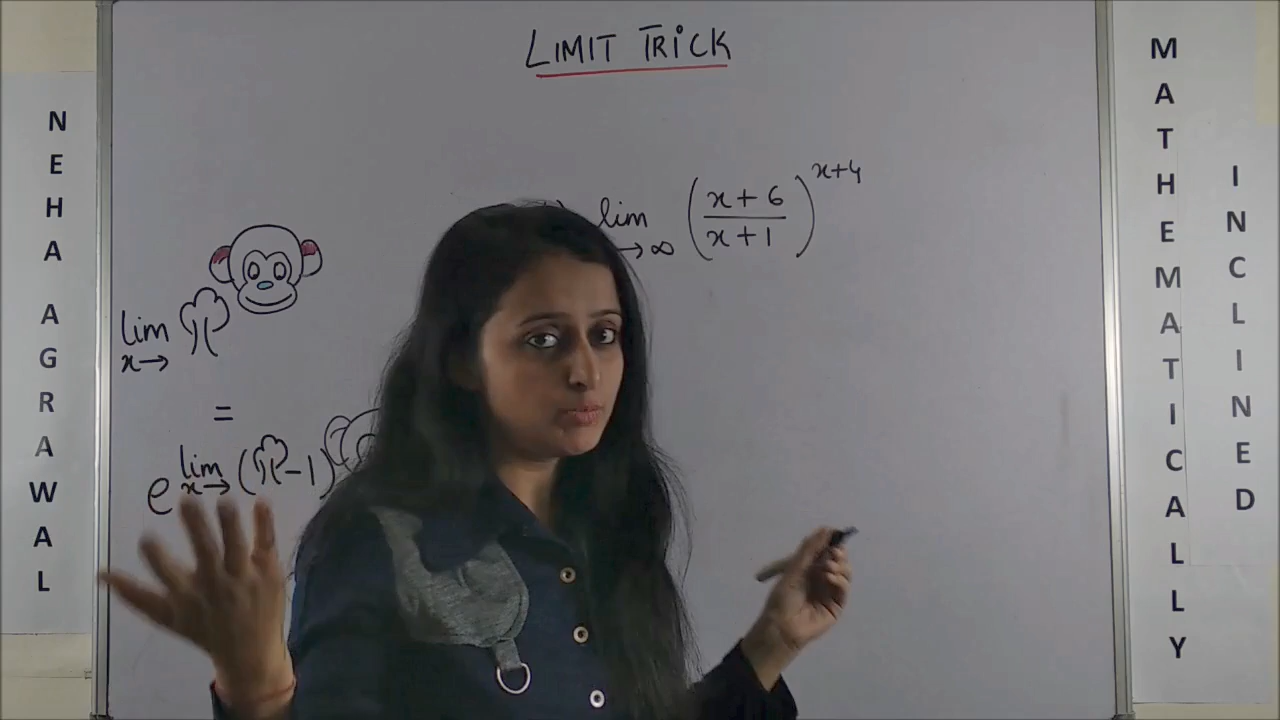 LIMIT TRICK
NEHA AGRAWAL
MATHEMATICALLY
INCLINED
lim
x→
=
e lim (
x→
-1)
lim (x+6 / x+1)^x+4
→∞